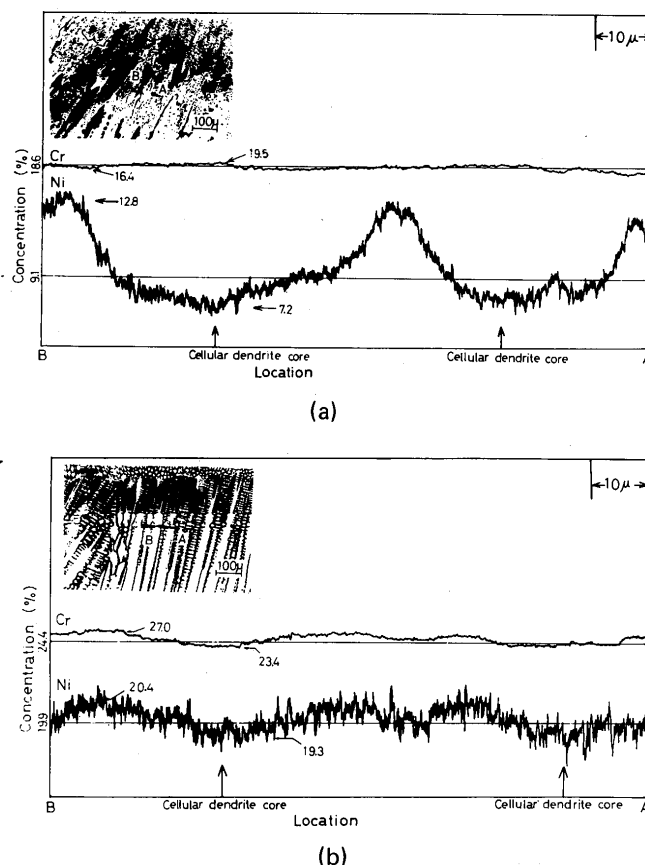 10μ
B
A
100μ
Concentration (%)
18.6
Cr
19.5
16.4
Ni
12.8
9.1
7.2
B
Cellular dendrite core
Cellular dendrite core
A
Location
(a)
10μ
B
A
100μ
Concentration (%)
24.4
Cr
27.0
23.4
Ni
20.4
19.9
19.3
B
Cellular dendrite core
Cellular dendrite core
A
Location
(b)